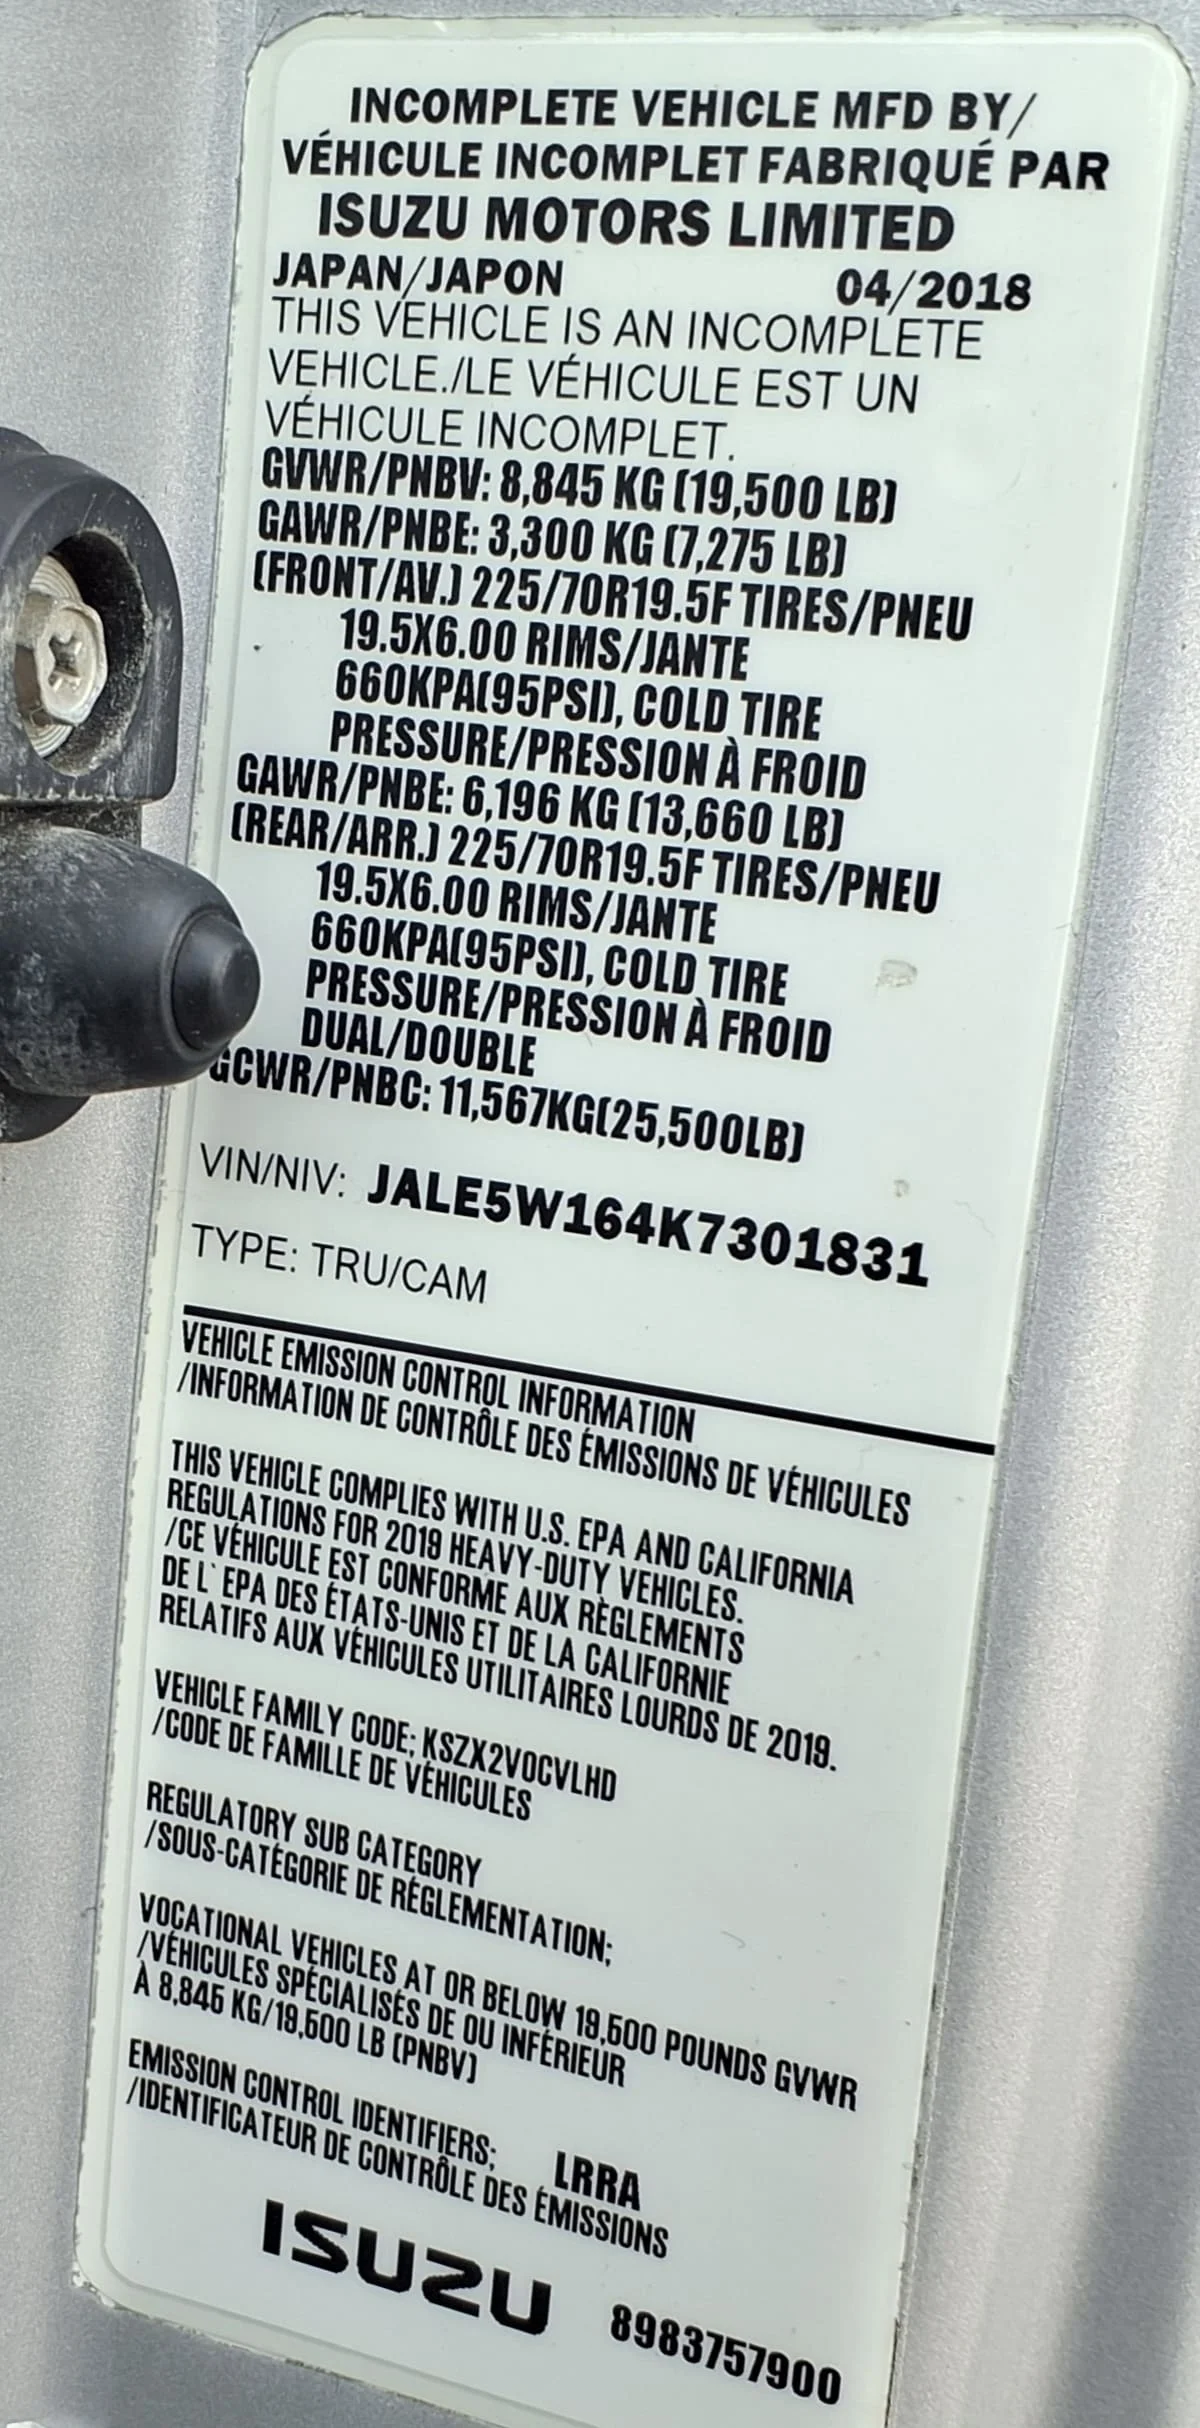 INCOMPLETE VEHICLE MFD BY/
VÉHICULE INCOMPLET FABRIQUÉ PAR
ISUZU MOTORS LIMITED
JAPAN/JAPON 04/2018
THIS VEHICLE IS AN INCOMPLETE
VEHICLE./LE VÉHICULE EST UN
VÉHICULE INCOMPLET.
GVWR/PNBV: 8,845 KG (19,500 LB)
GAWR/PNBE: 3,300 KG (7,275 LB)
(FRONT/AV.) 225/70R19.5F TIRES/PNEU
19.5X6.00 RIMS/JANTE
660KPA(95PSI), COLD TIRE
PRESSURE/PRESSION À FROID
GAWR/PNBE: 6,196 KG (13,660 LB)
(REAR/ARR.) 225/70R19.5F TIRES/PNEU
19.5X6.00 RIMS/JANTE
660KPA(95PSI), COLD TIRE
PRESSURE/PRESSION À FROID
DUAL/DOUBLE
GCWR/PNBC: 11,567KG(25,500LB)
VIN/NIV: JALE5W164K7301831
TYPE: TRU/CAM
VEHICLE EMISSION CONTROL INFORMATION
/INFORMATION DE CONTRÔLE DES ÉMISSIONS DE VÉHICULES
THIS VEHICLE COMPLIES WITH U.S. EPA AND CALIFORNIA
REGULATIONS FOR 2019 HEAVY-DUTY VEHICLES.
/CE VÉHICULE EST CONFORME AUX RÈGLEMENTS
DE L`EPA DES ÉTATS-UNIS ET DE LA CALIFORNIE
RELATIFS AUX VÉHICULES UTILITAIRES LOURDS DE 2019.
VEHICLE FAMILY CODE; KSZX2VOCVLHD
/CODE DE FAMILLE DE VÉHICULES
REGULATORY SUB CATEGORY
/SOUS-CATÉGORIE DE RÉGLEMENTATION;
VOCATIONAL VEHICLES AT OR BELOW 19,500 POUNDS GVWR
/VÉHICULES SPÉCIALISÉS DE OU INFÉRIEUR
À 8,845 KG/19,500 LB (PNBV)
EMISSION CONTROL IDENTIFIERS; LRRA
/IDENTIFICATEUR DE CONTRÔLE DES ÉMISSIONS
ISUZU 8983757900